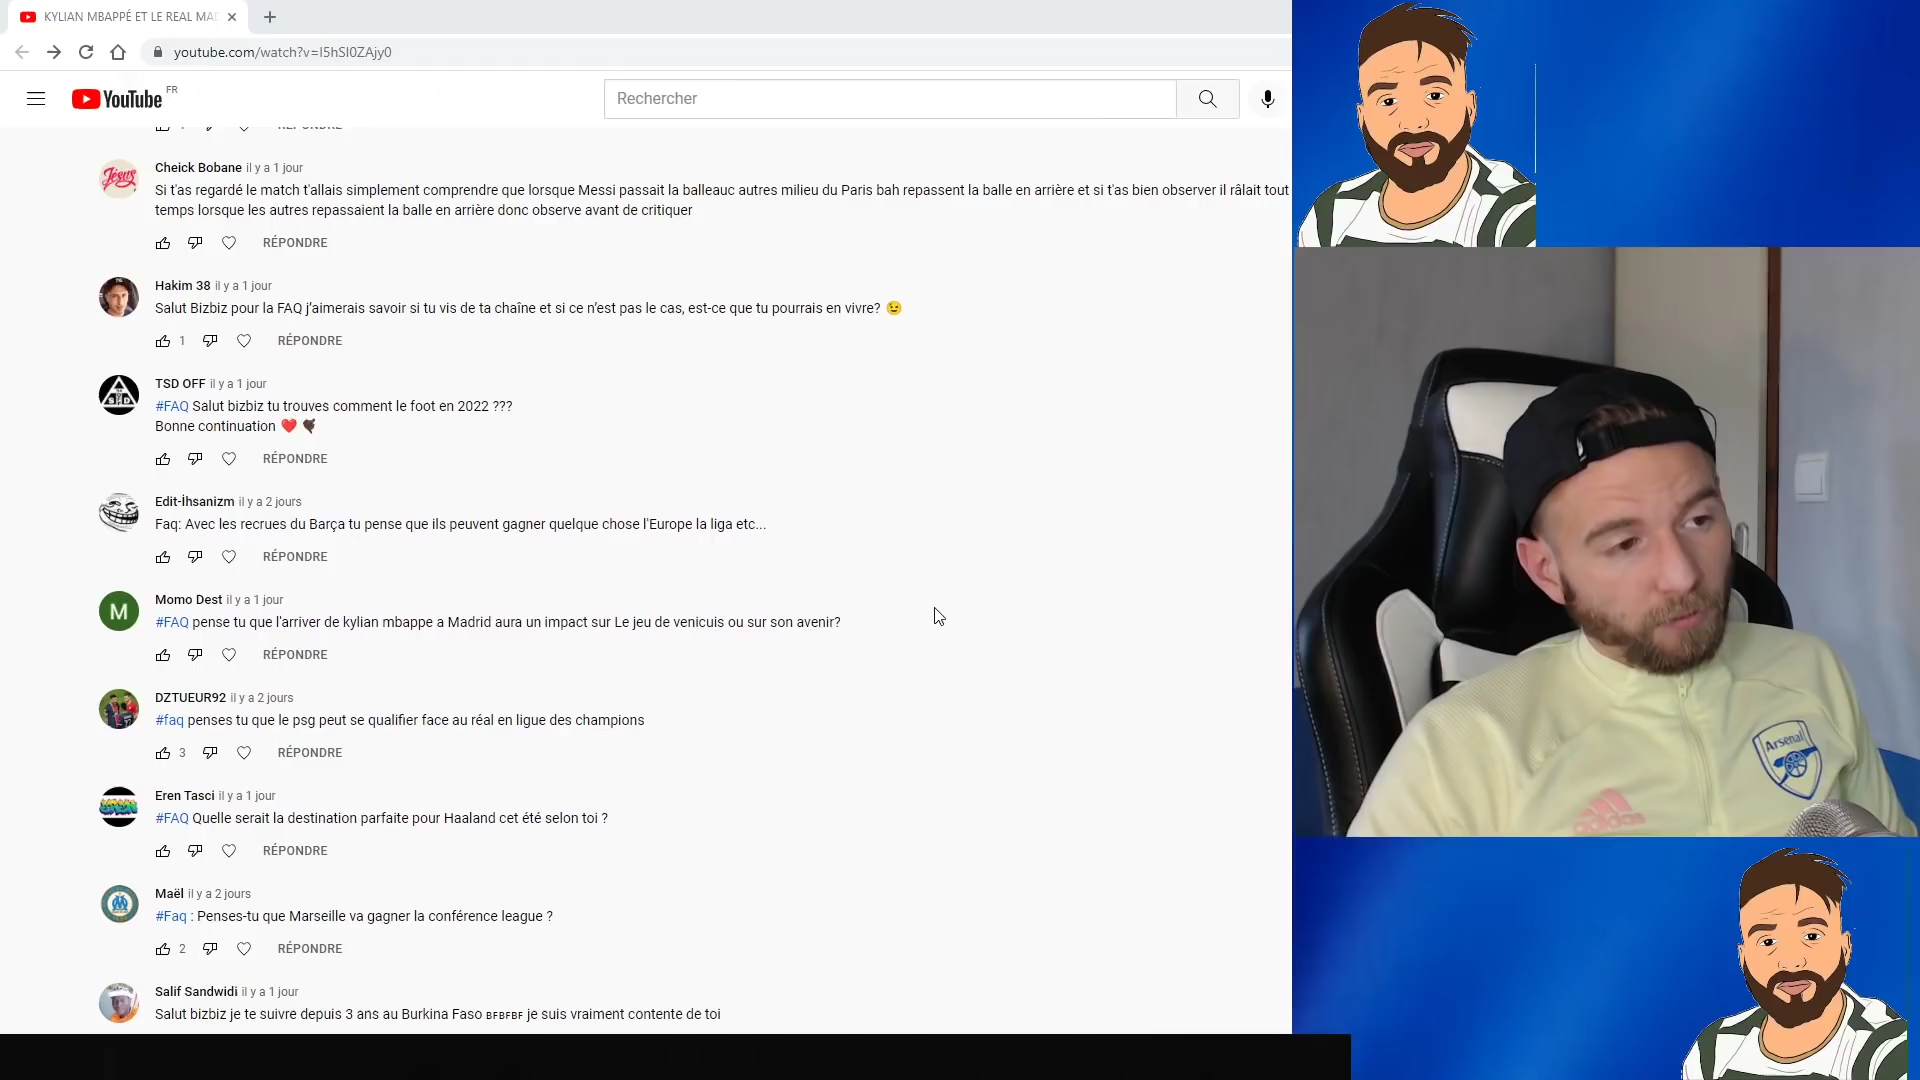 KYLIAN MBAPPÉ ET LE REAL MAD
youtube.com/watch?v=I5hSI0ZAjy0
YouTube FR
Rechercher
RÉPONDRE
Cheick Bobane il y a 1 jour
Si t'as regardé le match t'allais simplement comprendre que lorsque Messi passait la balleauc autres milieu du Paris bah repassent la balle en arrière et si t'as bien observer il râlait tout
temps lorsque les autres repassaient la balle en arrière donc observe avant de critiquer
RÉPONDRE
Hakim 38 il y a 1 jour
Salut Bizbiz pour la FAQ j'aimerais savoir si tu vis de ta chaîne et si ce n'est pas le cas, est-ce que tu pourrais en vivre? 😉
1 RÉPONDRE
TSD OFF il y a 1 jour
#FAQ Salut bizbiz tu trouves comment le foot en 2022 ???
Bonne continuation ❤️
RÉPONDRE
Edit-İhsanizm il y a 2 jours
Faq: Avec les recrues du Barça tu pense que ils peuvent gagner quelque chose l'Europe la liga etc...
RÉPONDRE
M
Momo Dest il y a 1 jour
#FAQ pense tu que l'arriver de kylian mbappe a Madrid aura un impact sur Le jeu de venicuis ou sur son avenir?
RÉPONDRE
DZTUEUR92 il y a 2 jours
#faq penses tu que le psg peut se qualifier face au réal en ligue des champions
3 RÉPONDRE
Eren Tasci il y a 1 jour
#FAQ Quelle serait la destination parfaite pour Haaland cet été selon toi ?
RÉPONDRE
Maël il y a 2 jours
#Faq : Penses-tu que Marseille va gagner la conférence league ?
2 RÉPONDRE
Salif Sandwidi il y a 1 jour
Salut bizbiz je te suivre depuis 3 ans au Burkina Faso BFBFBF je suis vraiment contente de toi
Jésus
TSD
Arsenal